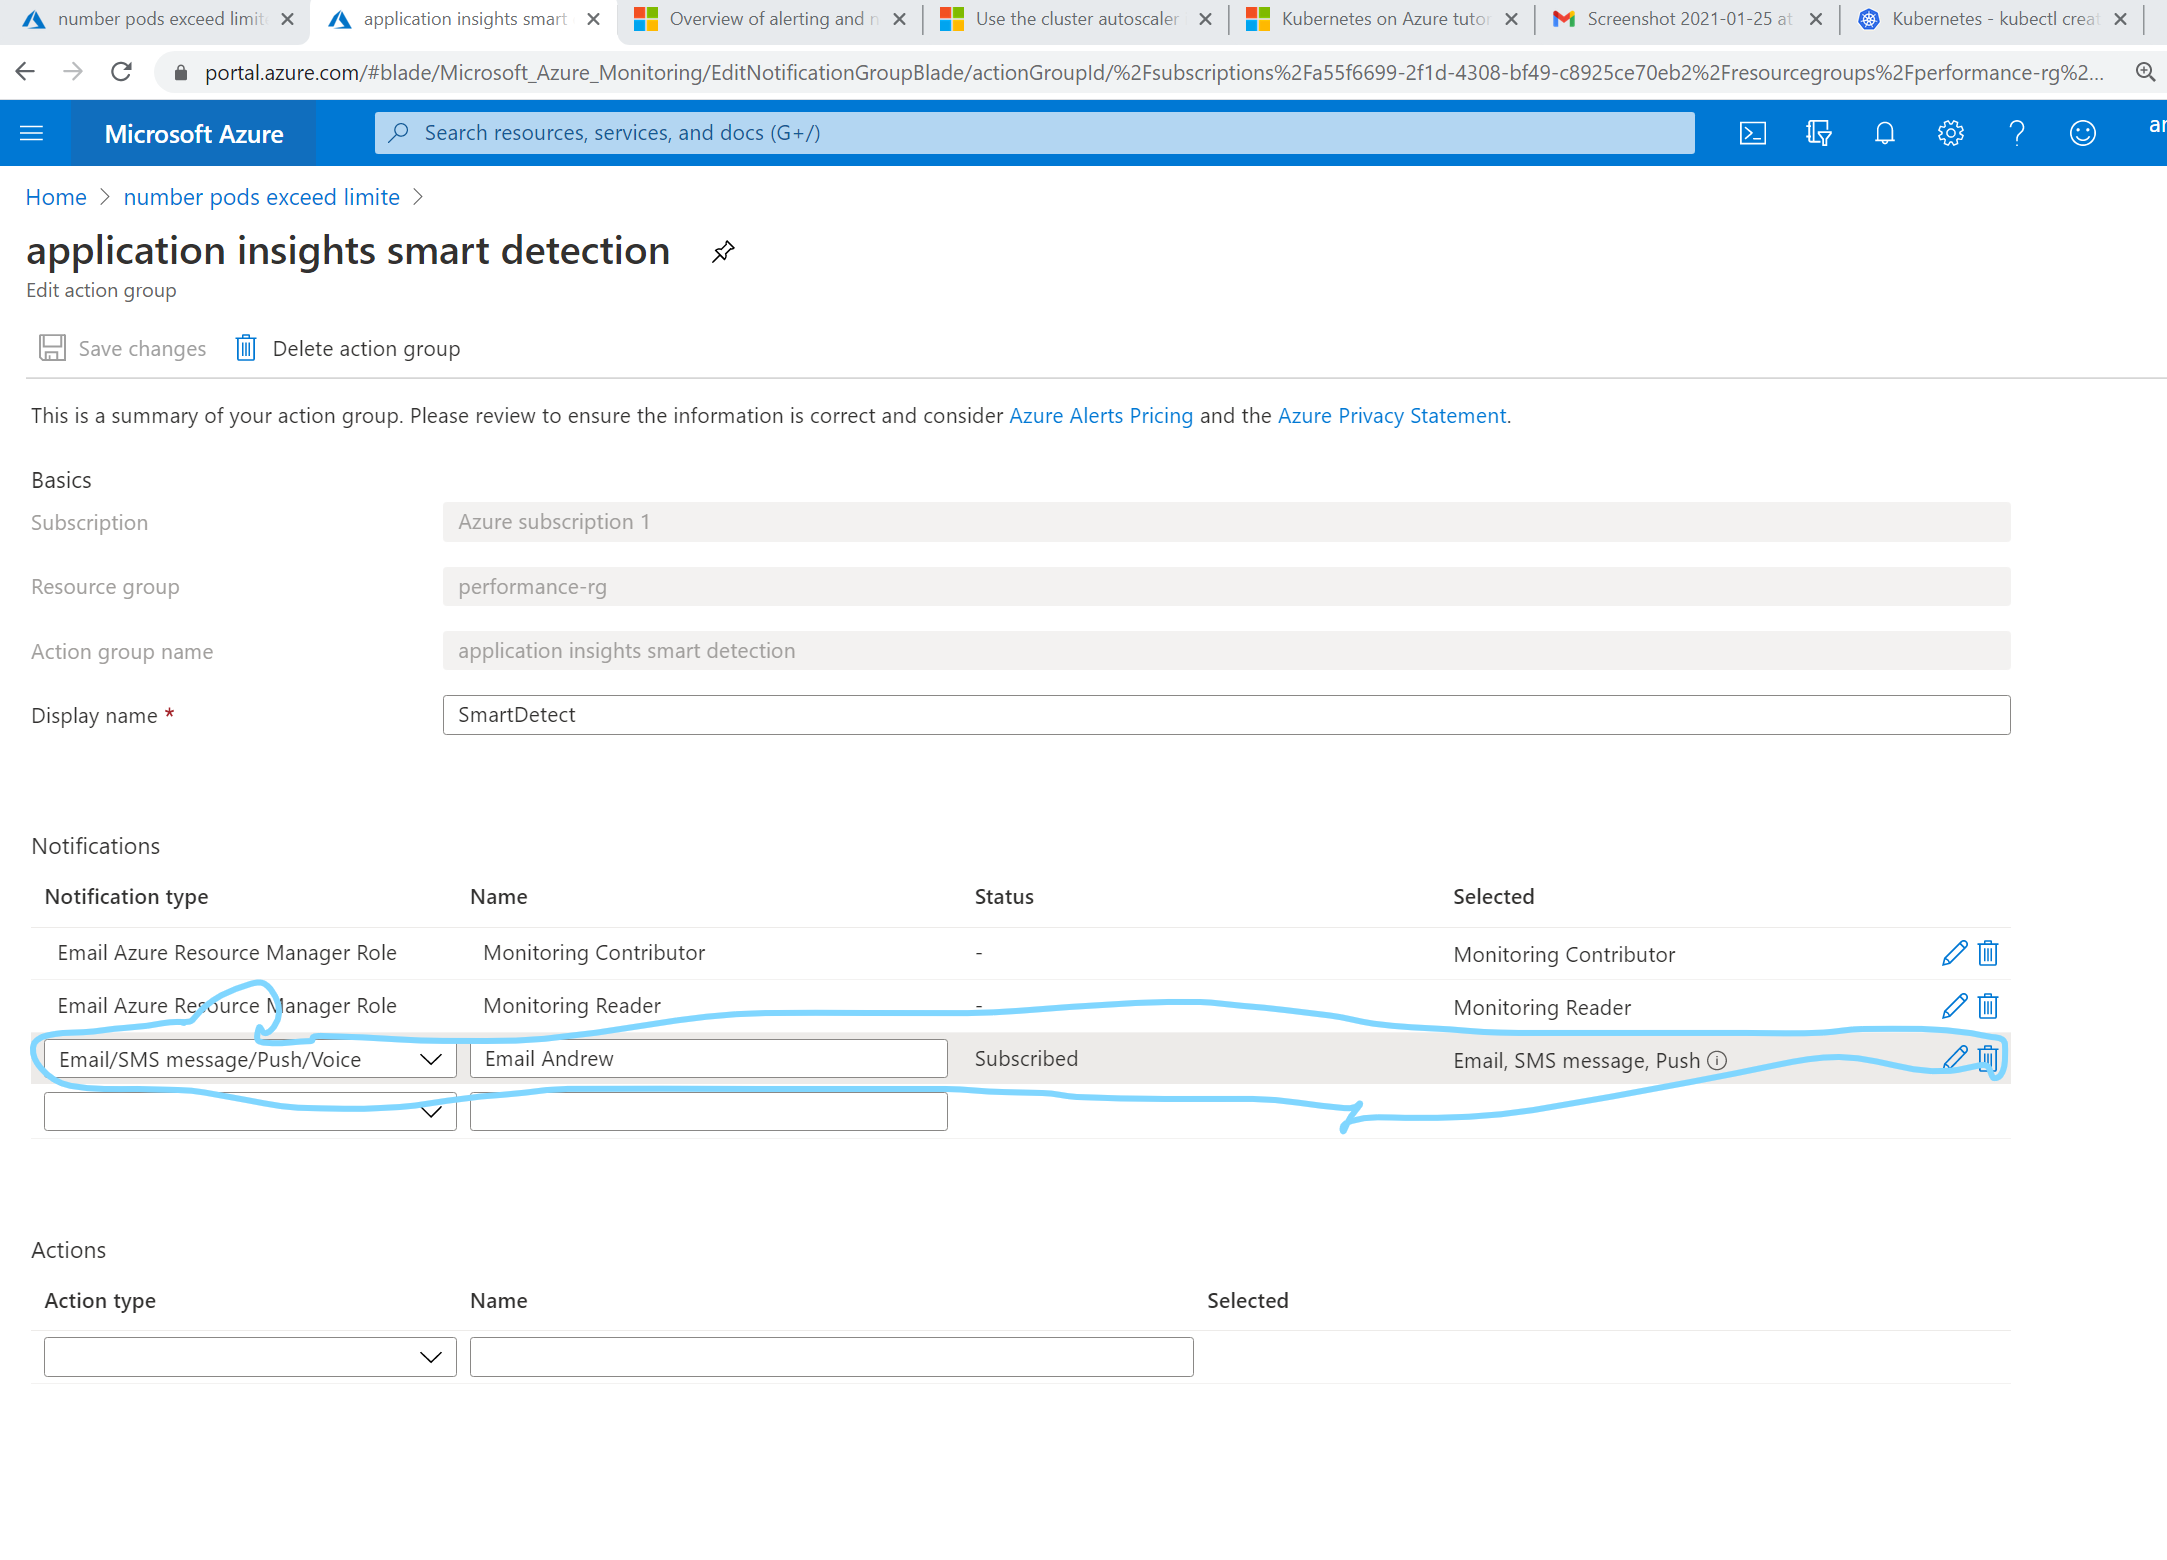 number pods exceed limite
application insights smart
Overview of alerting and n
Use the cluster autoscaler
Kubernetes on Azure tutor
Screenshot 2021-01-25 at
Kubernetes - kubectl creat
portal.azure.com/#blade/Microsoft_Azure_Monitoring/EditNotificationGroupBlade/actionGroupId/%2Fsubscriptions%2Fa55f6699-2f1d-4308-bf49-c8925ce70eb2%2Fresourcegroups%2Fperformance-rg%2...
Microsoft Azure
Search resources, services, and docs (G+/)
Home > number pods exceed limite >
application insights smart detection
Edit action group
Save changes
Delete action group
This is a summary of your action group. Please review to ensure the information is correct and consider Azure Alerts Pricing and the Azure Privacy Statement.
Basics
Subscription
Azure subscription 1
Resource group
performance-rg
Action group name
application insights smart detection
Display name *
SmartDetect
Notifications
Notification type Name Status Selected
Email Azure Resource Manager Role Monitoring Contributor - Monitoring Contributor
Email Azure Resource Manager Role Monitoring Reader - Monitoring Reader
Email/SMS message/Push/Voice Email Andrew Subscribed Email, SMS message, Push
Actions
Action type Name Selected